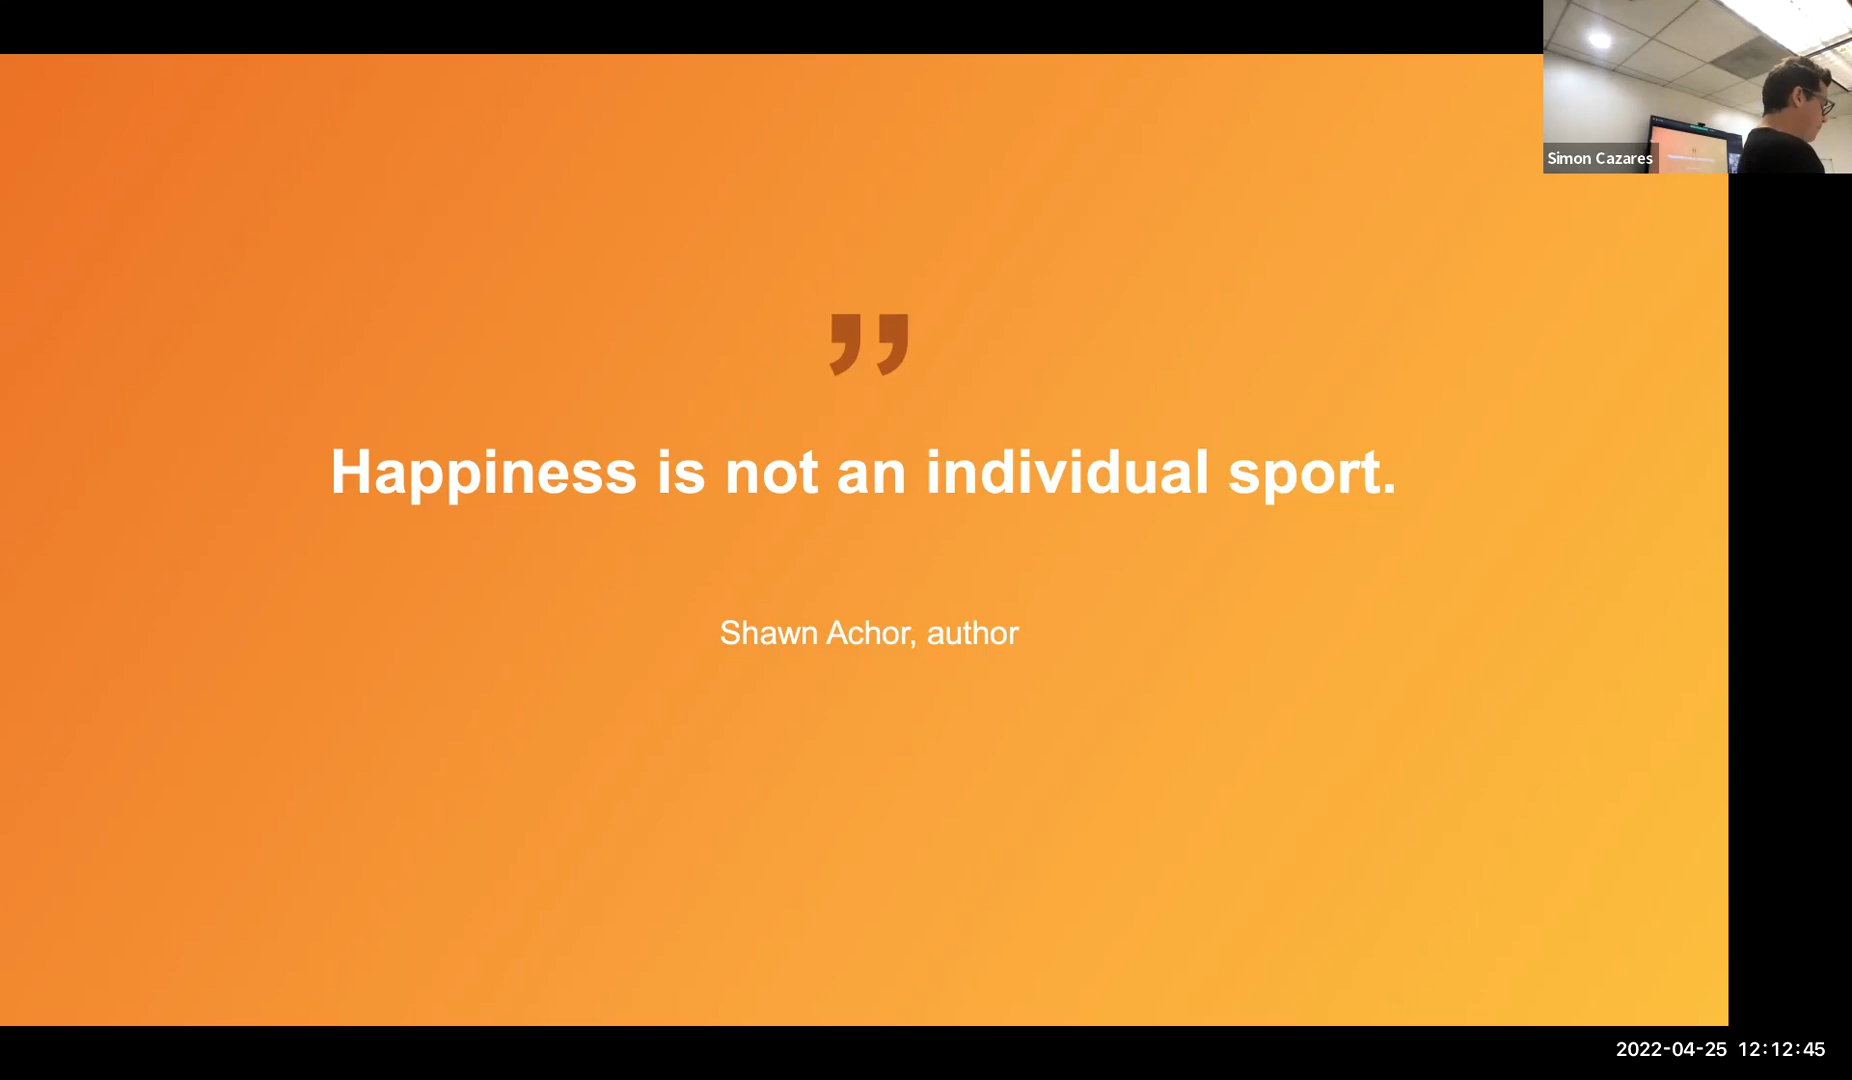 Simon Cazares
”
Happiness is not an individual sport.
Shawn Achor, author
2022-04-25 12:12:45